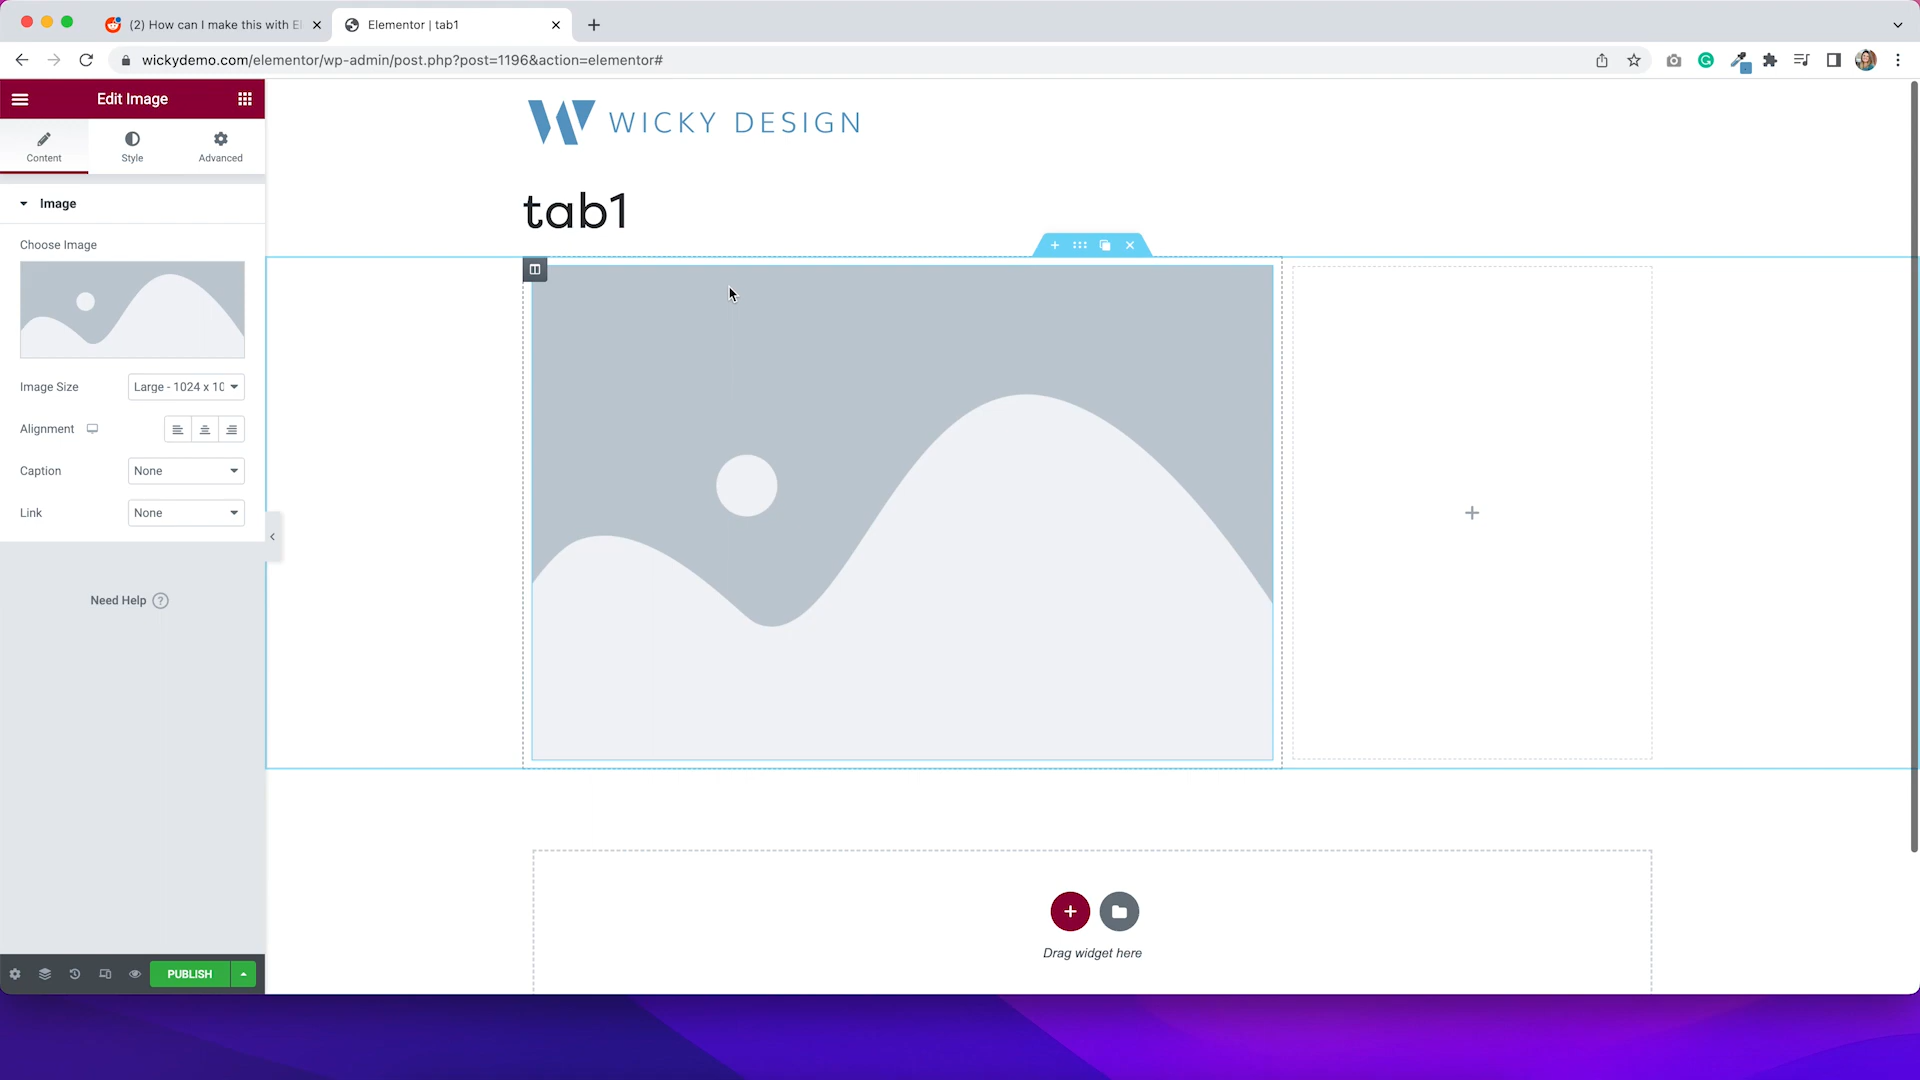 (2) How can I make this with El
Elementor | tab1
wickydemo.com/elementor/wp-admin/post.php?post=1196&action=elementor#
Edit Image
Content
Style
Advanced
Image
Choose Image
Image Size
Large - 1024 x 10
Alignment
Caption
None
Link
None
Need Help ?
PUBLISH
WICKY DESIGN
tab1
Drag widget here